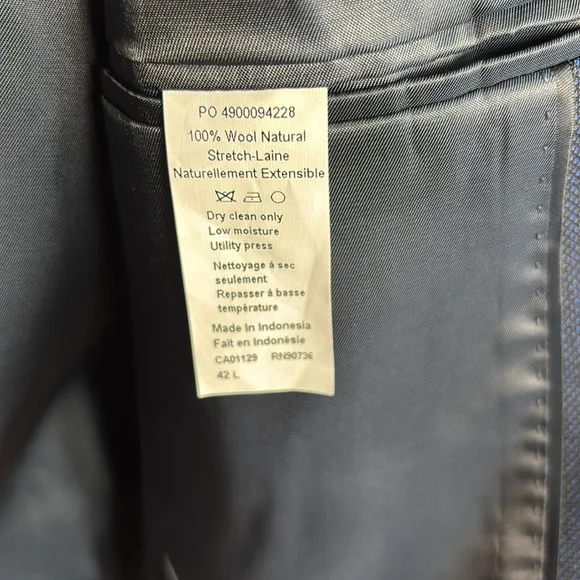 PO 4900094228
100% Wool Natural
Stretch-Laine
Naturellement Extensible
Dry clean only
Low moisture
Utility press
Nettoyage à sec
seulement
Repasser à basse
température
Made in Indonesia
Fait en Indonèsie
CA01129 RN90736
42 L